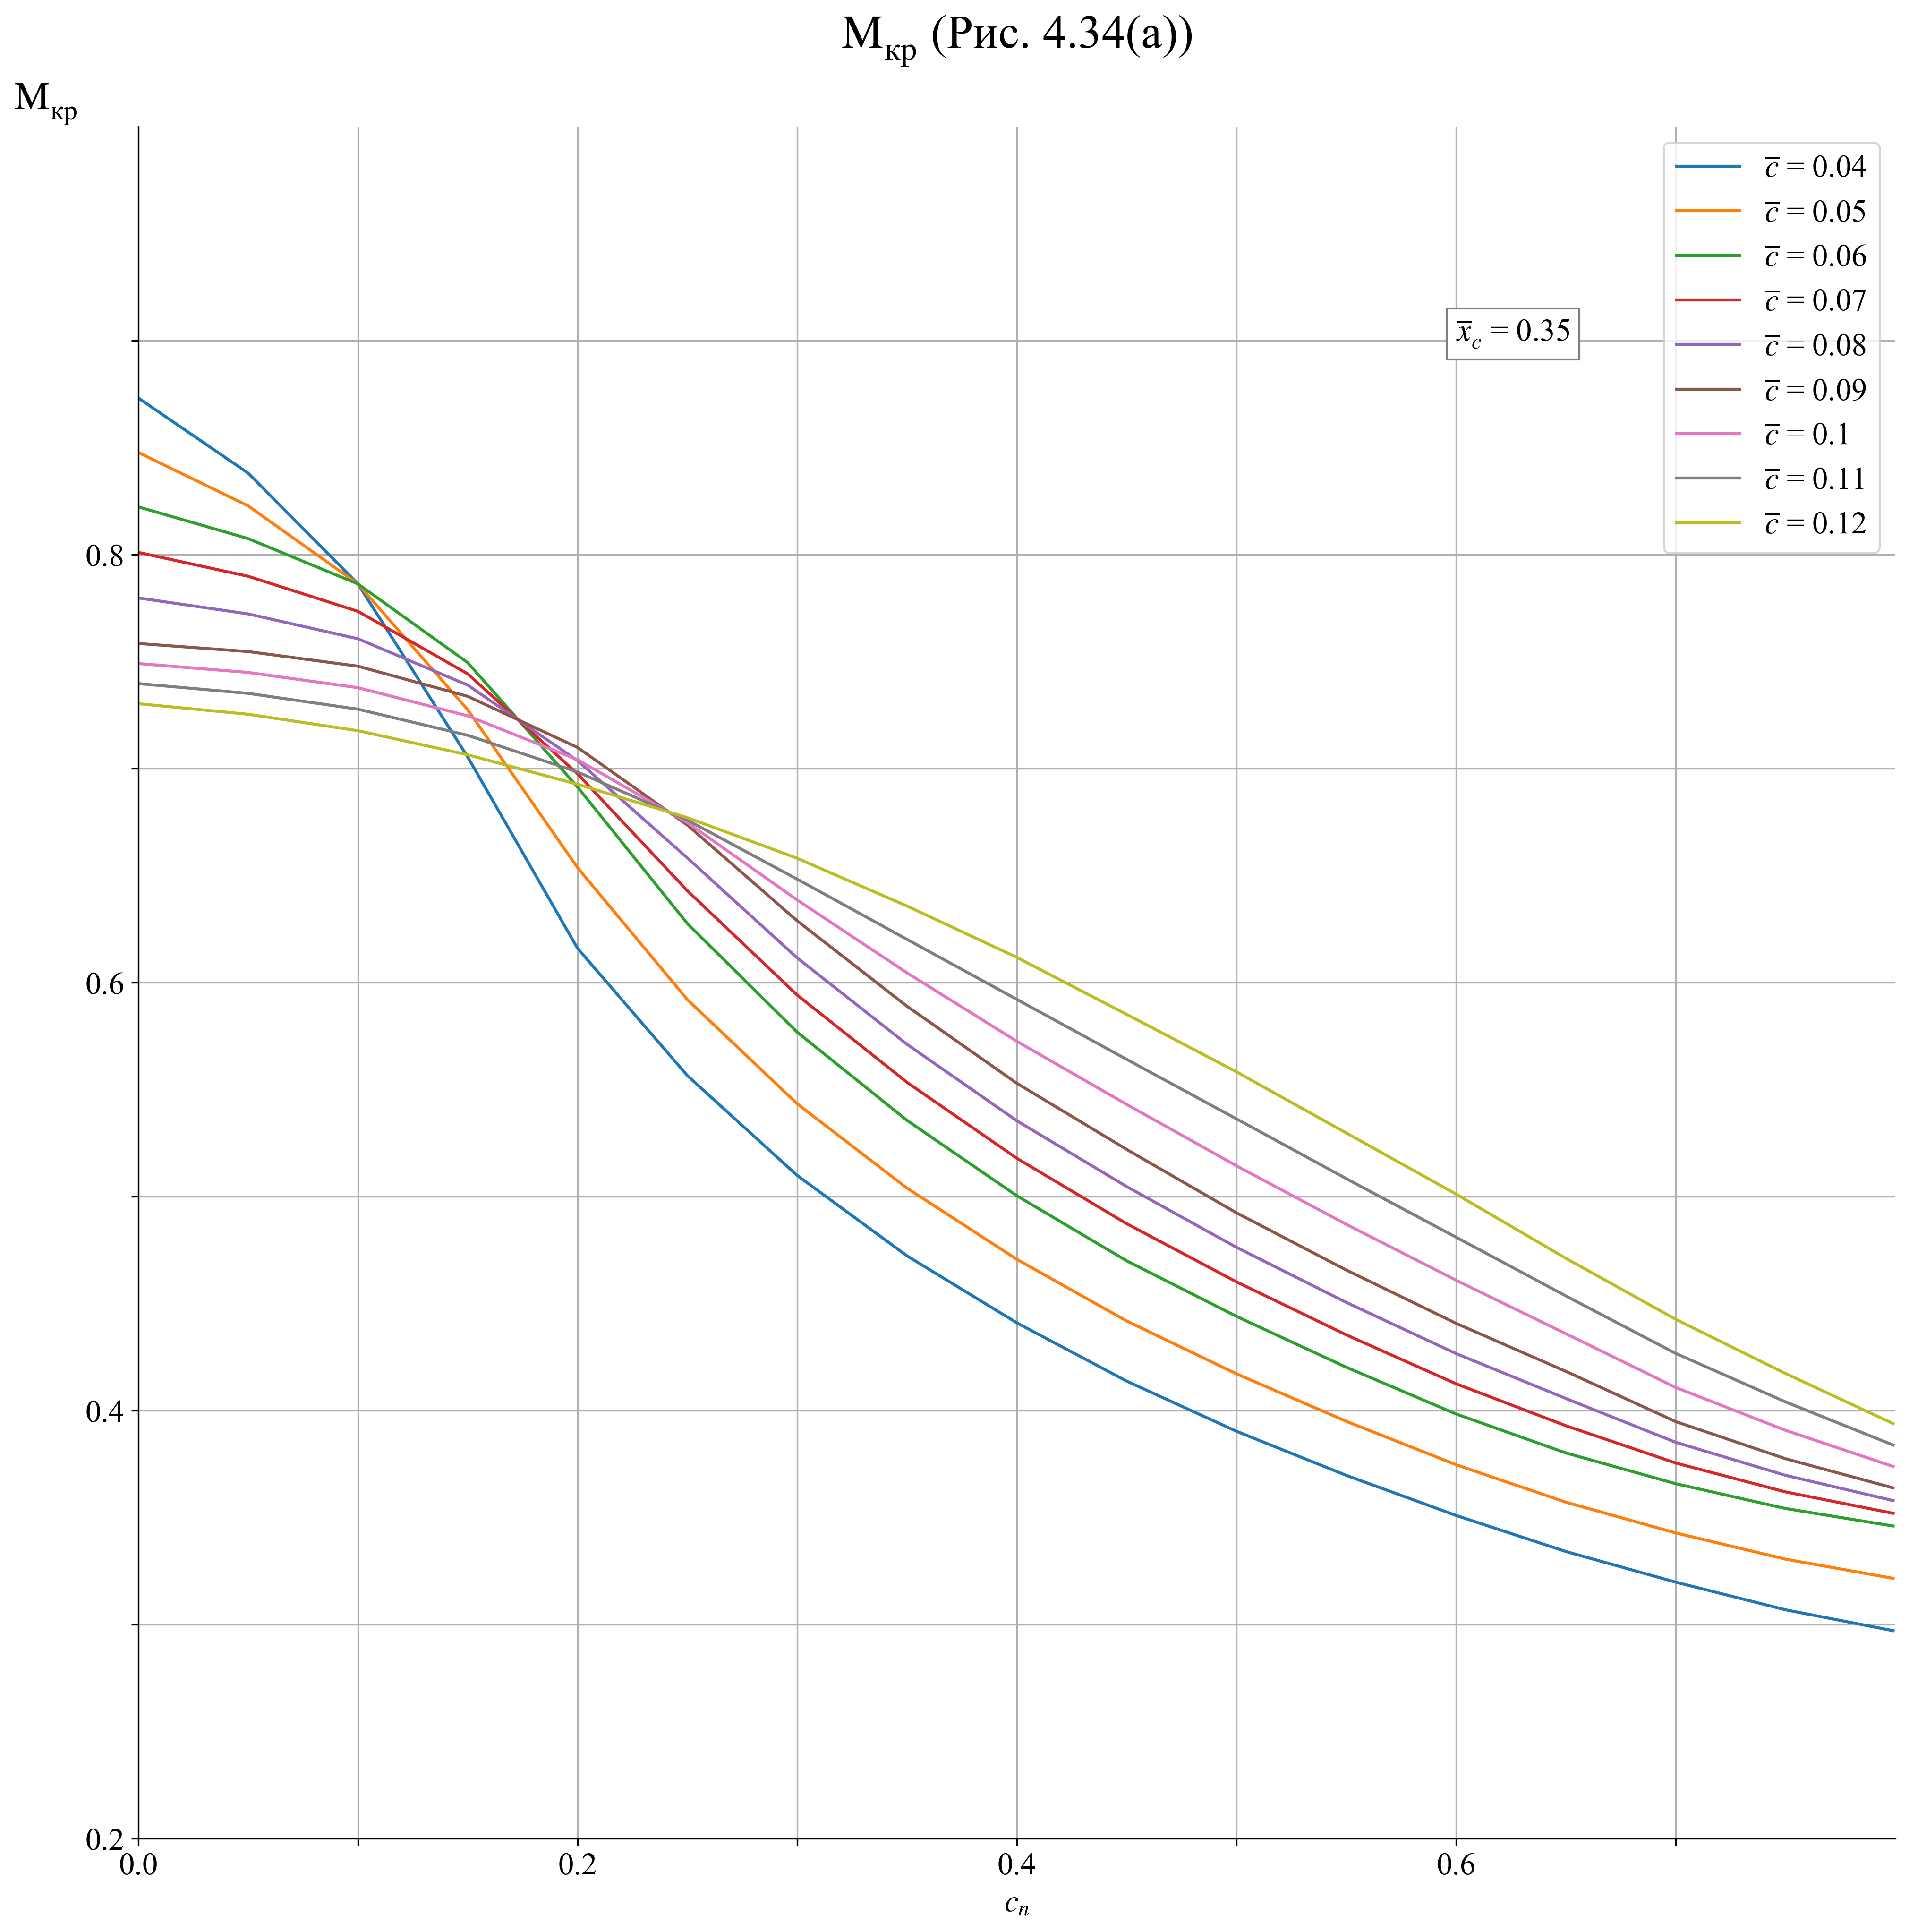 Мкр (Рис. 4.34(а))
Мкр
c̅ = 0.04
c̅ = 0.05
c̅ = 0.06
c̅ = 0.07
c̅ = 0.08
c̅ = 0.09
c̅ = 0.1
c̅ = 0.11
c̅ = 0.12
x̅c = 0.35
0.8
0.6
0.4
0.2
0.0 0.2 0.4 0.6
cn